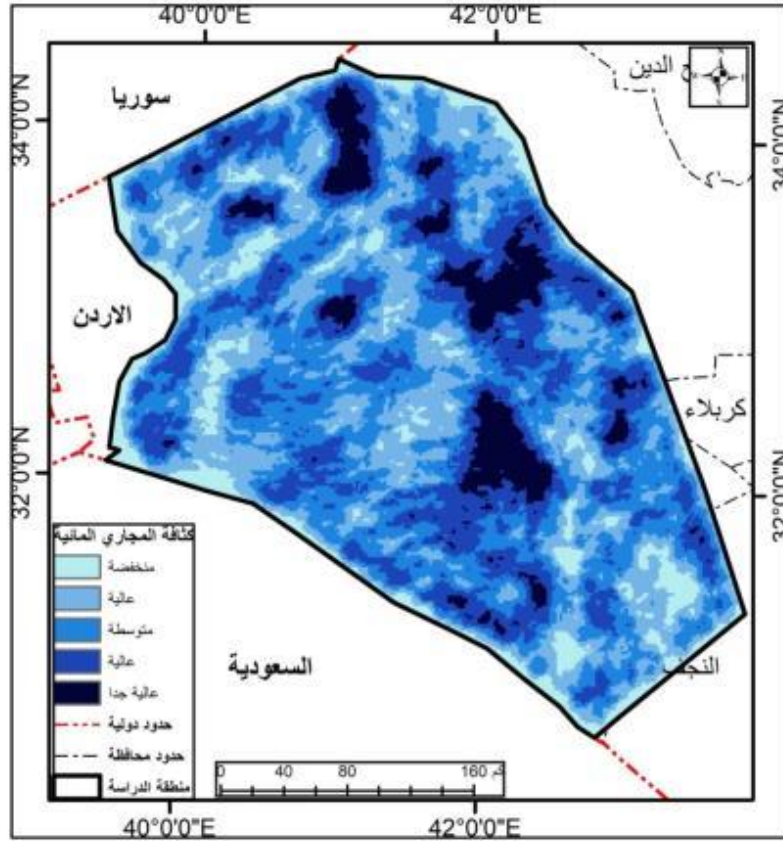 40°0'0"E
42°0'0"E
34°0'0"N
34°0'0"N
سوريا
ح الدين
الاردن
كربلاء
32°0'0"N
32°0'0"N
السعودية
النجف
كثافة المجاري المائية
منخفضة
عالية
متوسطة
عالية
عالية جدا
حدود دولية
حدود محافظة
منطقة الدراسة
0 40 80 160 كم
40°0'0"E
42°0'0"E